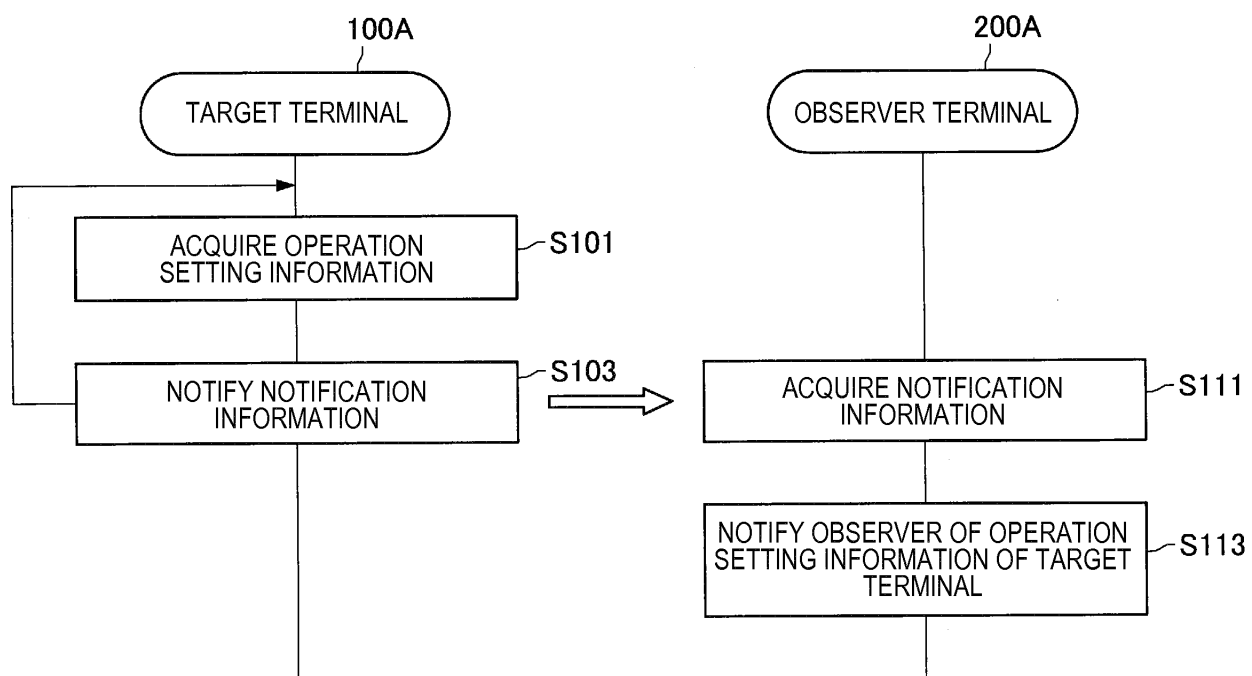 100A
TARGET TERMINAL
ACQUIRE OPERATION
SETTING INFORMATION
S101
NOTIFY NOTIFICATION
INFORMATION
S103
200A
OBSERVER TERMINAL
ACQUIRE NOTIFICATION
INFORMATION
S111
NOTIFY OBSERVER OF OPERATION
SETTING INFORMATION OF TARGET
TERMINAL
S113